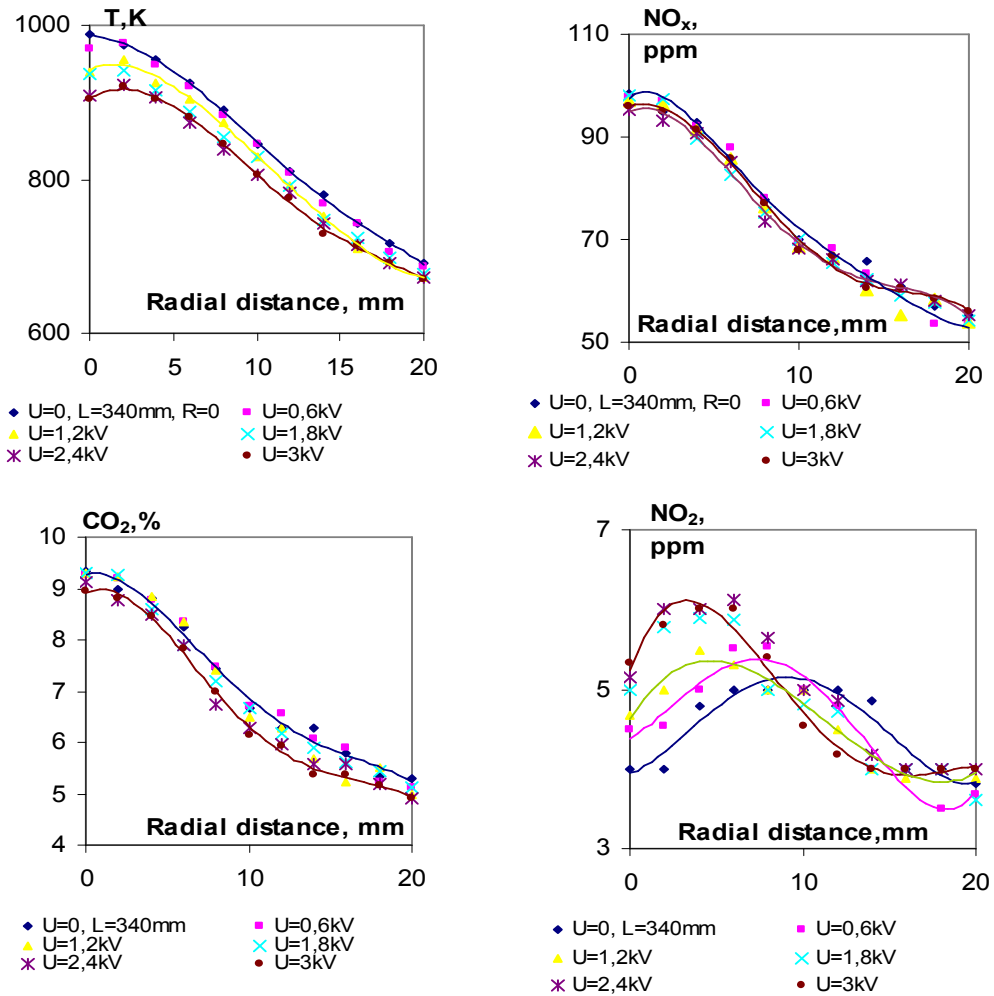 T,K
1000
800
600
Radial distance, mm
0 5 10 15 20
U=0, L=340mm, R=0 U=0,6kV
U=1,2kV U=1,8kV
U=2,4kV U=3kV
NOx,
ppm
110
90
70
50
Radial distance,mm
0 10 20
U=0, L=340mm, R=0 U=0,6kV
U=1,2kV U=1,8kV
U=2,4kV U=3kV
CO2,%
10
9
8
7
6
5
4
Radial distance, mm
0 10 20
U=0, L=340mm U=0,6kV
U=1,2kV U=1,8kV
U=2,4kV U=3kV
NO2,
ppm
7
5
3
Radial distance,mm
0 10 20
U=0, L=340mm U=0,6kV
U=1,2kV U=1,8kV
U=2,4kV U=3kV